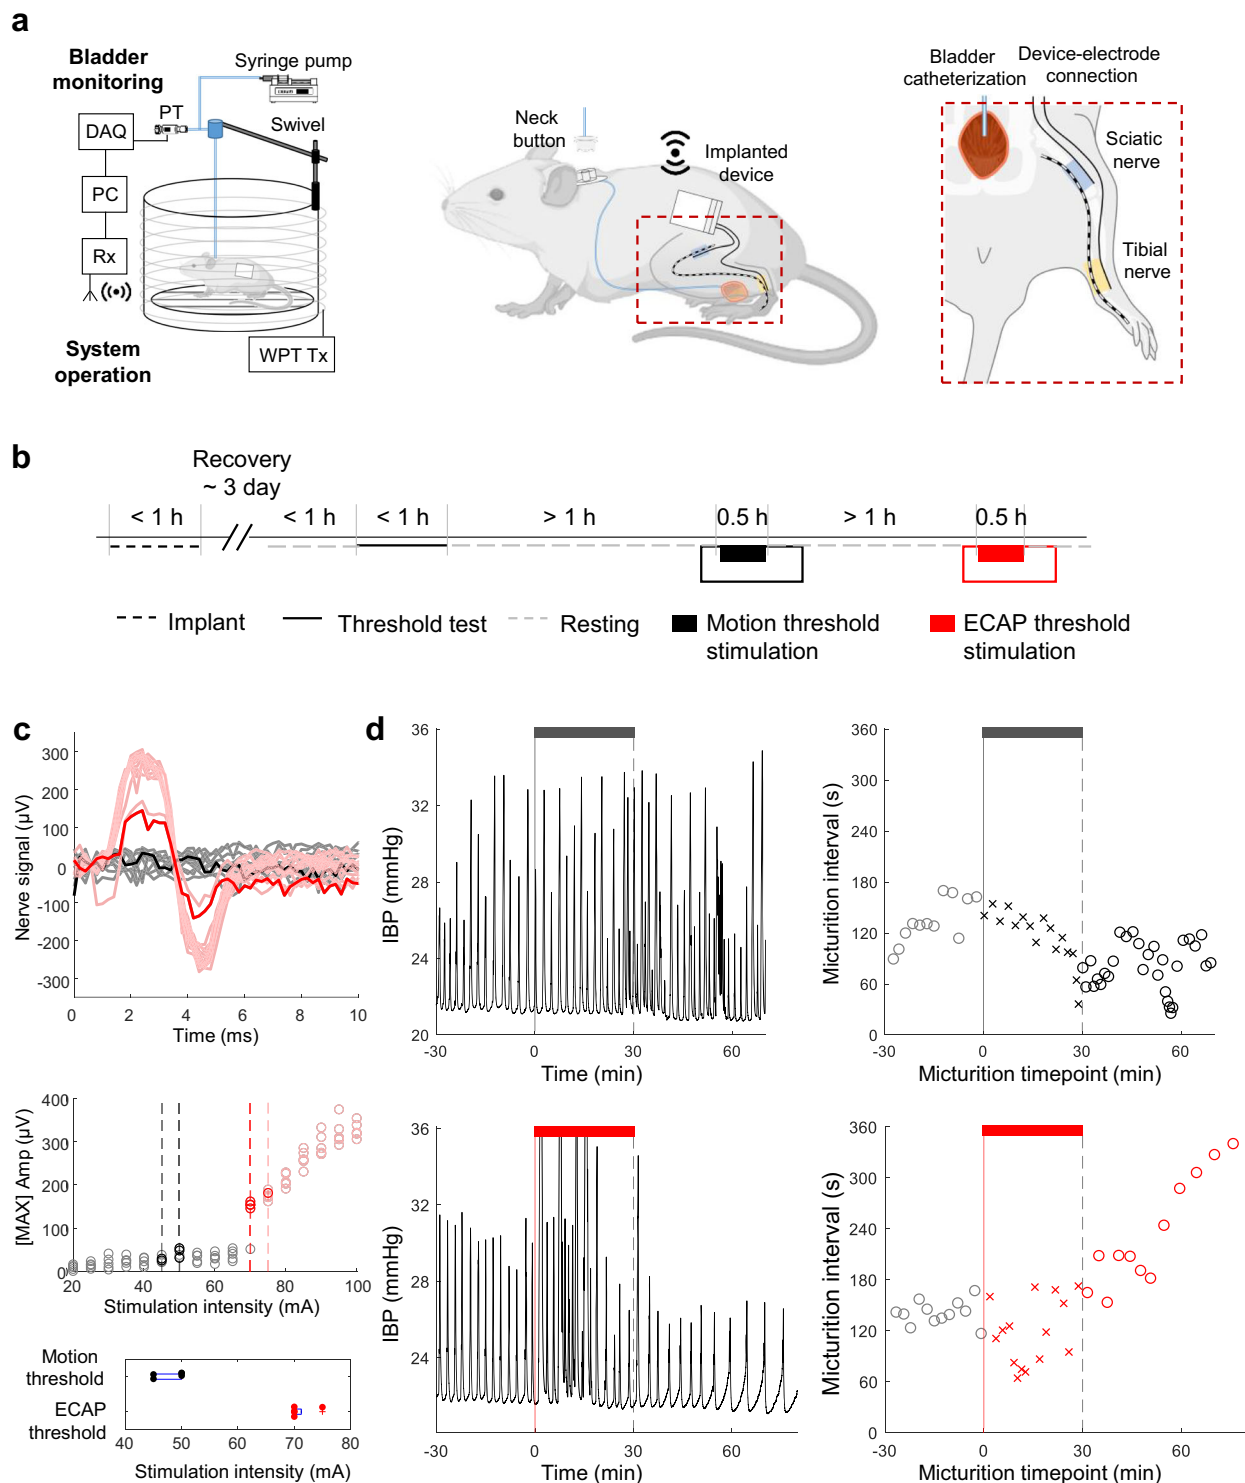 a
Bladder
monitoring
Syringe pump
PT
DAQ
Swivel
PC
Rx
WPT Tx
System
operation
Neck
button
Implanted
device
Bladder
catheterization
Device-electrode
connection
Sciatic
nerve
Tibial
nerve
b
Recovery
~ 3 day
< 1 h
< 1 h
< 1 h
> 1 h
0.5 h
> 1 h
0.5 h
Implant
Threshold test
Resting
Motion threshold
stimulation
ECAP threshold
stimulation
c
Nerve signal (µV)
300
200
100
0
-100
-200
-300
0 2 4 6 8 10
Time (ms)
[MAX] Amp (µV)
400
300
200
100
0
20 40 60 80 100
Stimulation intensity (mA)
Motion
threshold
ECAP
threshold
40 50 60 70 80
Stimulation intensity (mA)
d
IBP (mmHg)
36
32
28
24
20
-30 0 30 60
Time (min)
Micturition interval (s)
360
300
240
180
120
60
0
-30 0 30 60
Micturition timepoint (min)
IBP (mmHg)
36
32
28
24
-30 0 30 60
Time (min)
Micturition interval (s)
360
300
240
180
120
60
0
-30 0 30 60
Micturition timepoint (min)